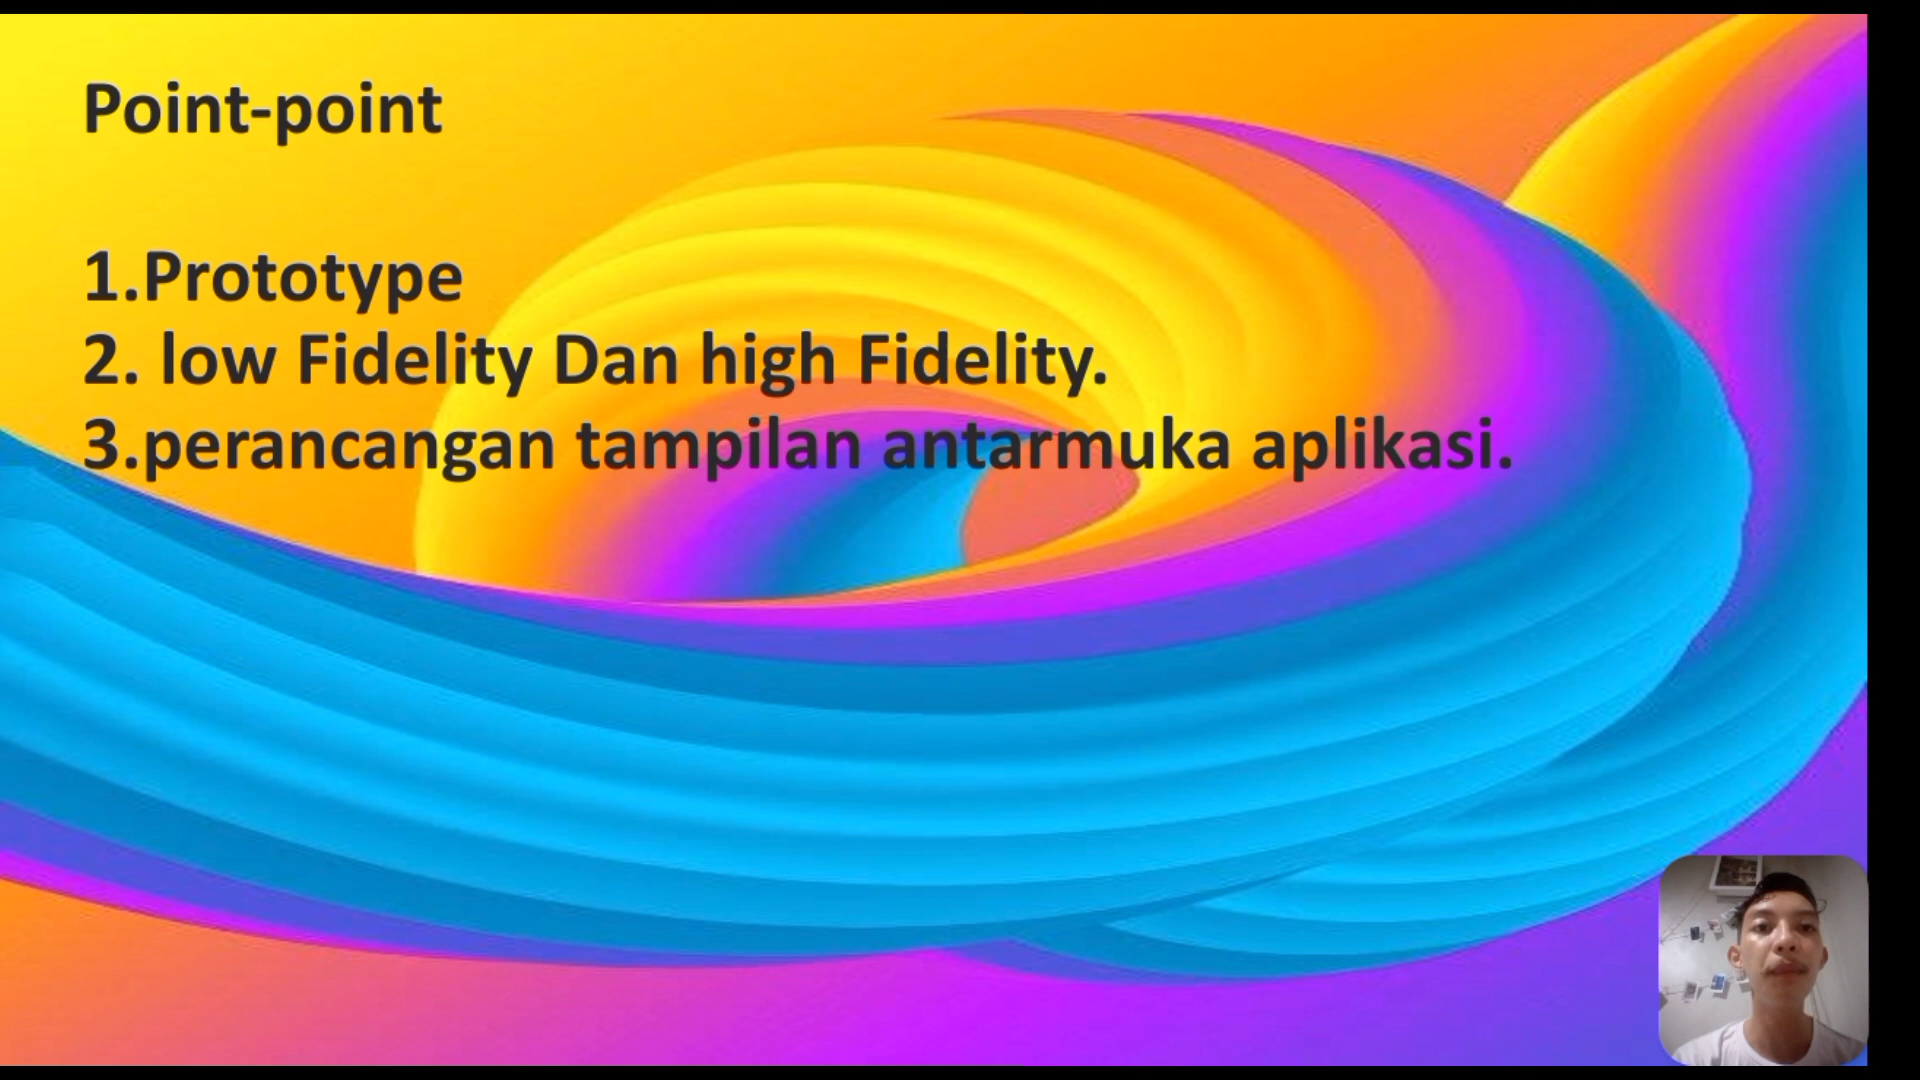 Point-point
1.Prototype
2. low Fidelity Dan high Fidelity.
3.perancangan tampilan antarmuka aplikasi.